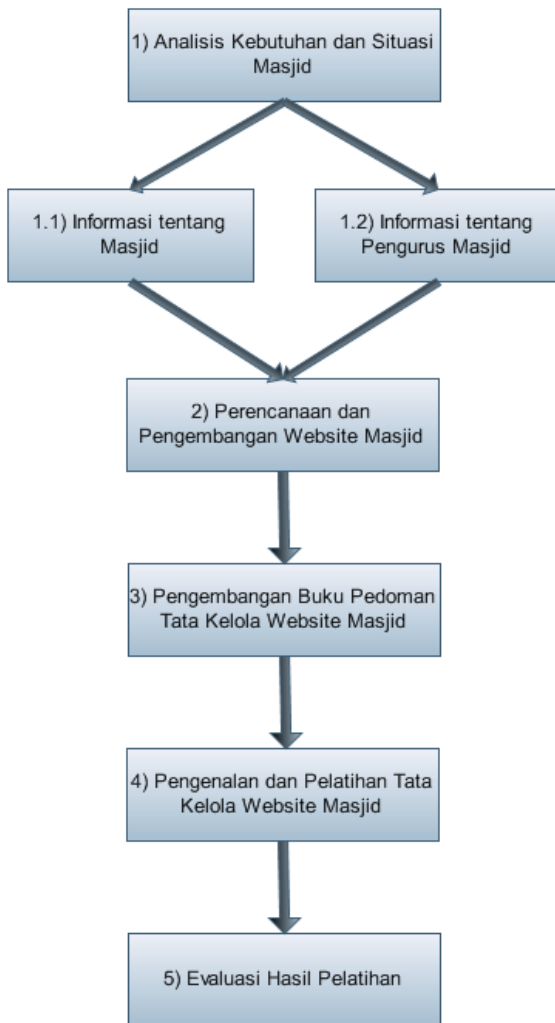 1) Analisis Kebutuhan dan Situasi
Masjid
1.1) Informasi tentang
Masjid
1.2) Informasi tentang
Pengurus Masjid
2) Perencanaan dan
Pengembangan Website Masjid
3) Pengembangan Buku Pedoman
Tata Kelola Website Masjid
4) Pengenalan dan Pelatihan Tata
Kelola Website Masjid
5) Evaluasi Hasil Pelatihan